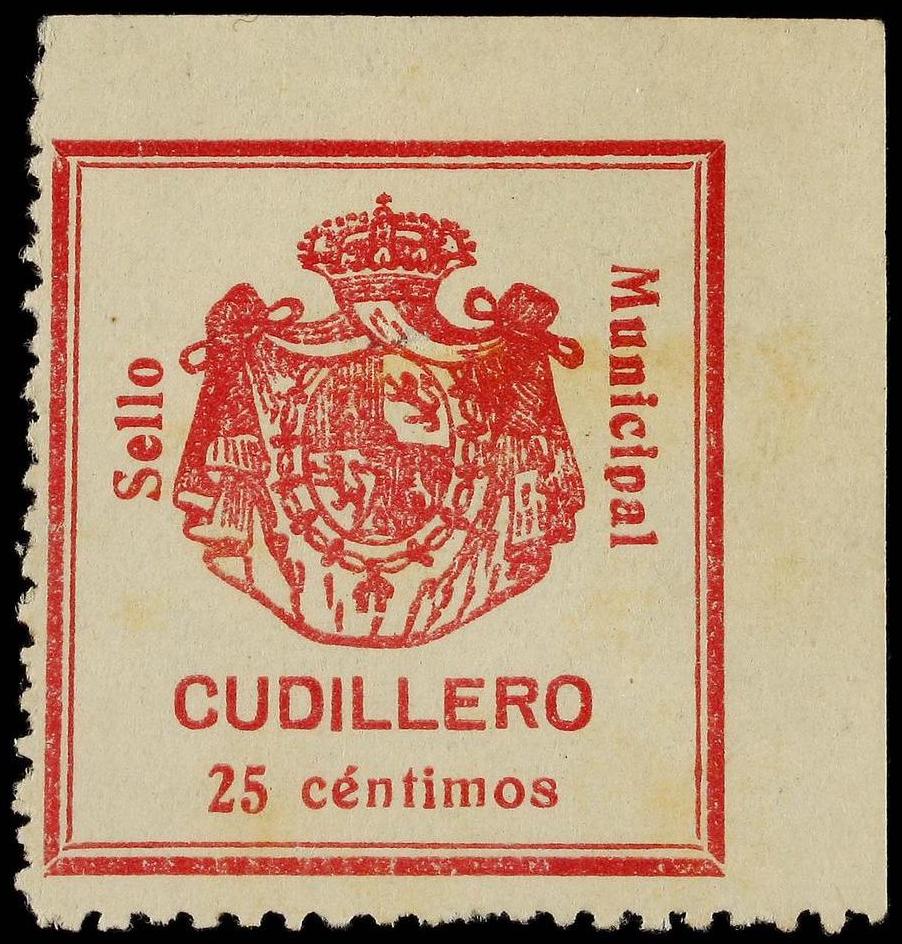 Sello
Municipal
CUDILLERO
25 céntimos